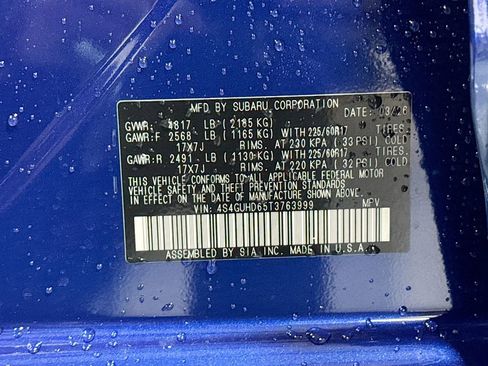 MFD. BY SUBARU CORPORATION
DATE: 03/26
GVWR: 4817 LB (2185 KG)
GAWR:F 2568 LB (1165 KG) WITH 225/60R17 TIRES.
17X7J RIMS. AT 230 KPA (33 PSI) COLD
GAWR:R 2491 LB (1130 KG) WITH 225/60R17 TIRES.
17X7J RIMS. AT 220 KPA (32 PSI) COLD
THIS VEHICLE CONFORMS TO ALL APPLICABLE FEDERAL MOTOR
VEHICLE SAFETY, BUMPER, AND THEFT PREVENTION STANDARDS
IN EFFECT ON THE DATE OF MANUFACTURE SHOWN ABOVE.
VIN: 4S4GUHD65T3763999 MPV
ASSEMBLED BY SIA INC. MADE IN U.S.A.